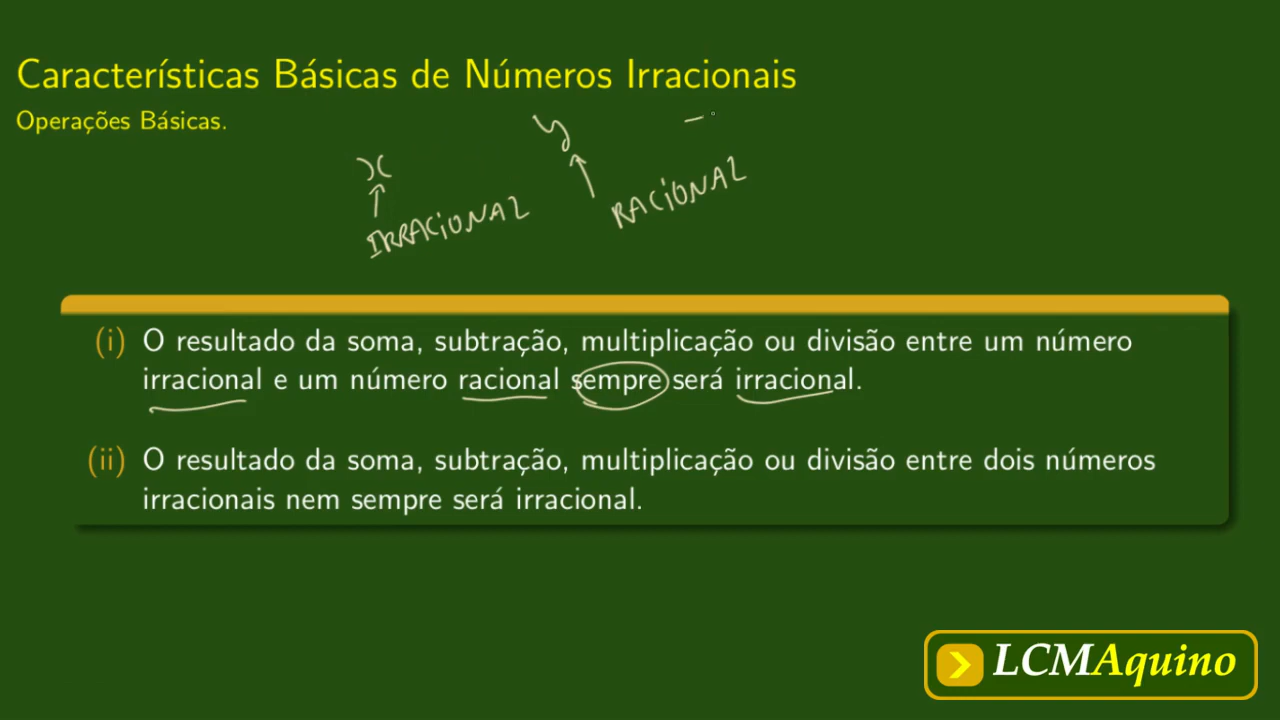 Características Básicas de Números Irracionais
Operações Básicas.
x
y
IRRACIONAL
RACIONAL
(i) O resultado da soma, subtração, multiplicação ou divisão entre um número
irracional e um número racional sempre será irracional.
(ii) O resultado da soma, subtração, multiplicação ou divisão entre dois números
irracionais nem sempre será irracional.
LCMAquino